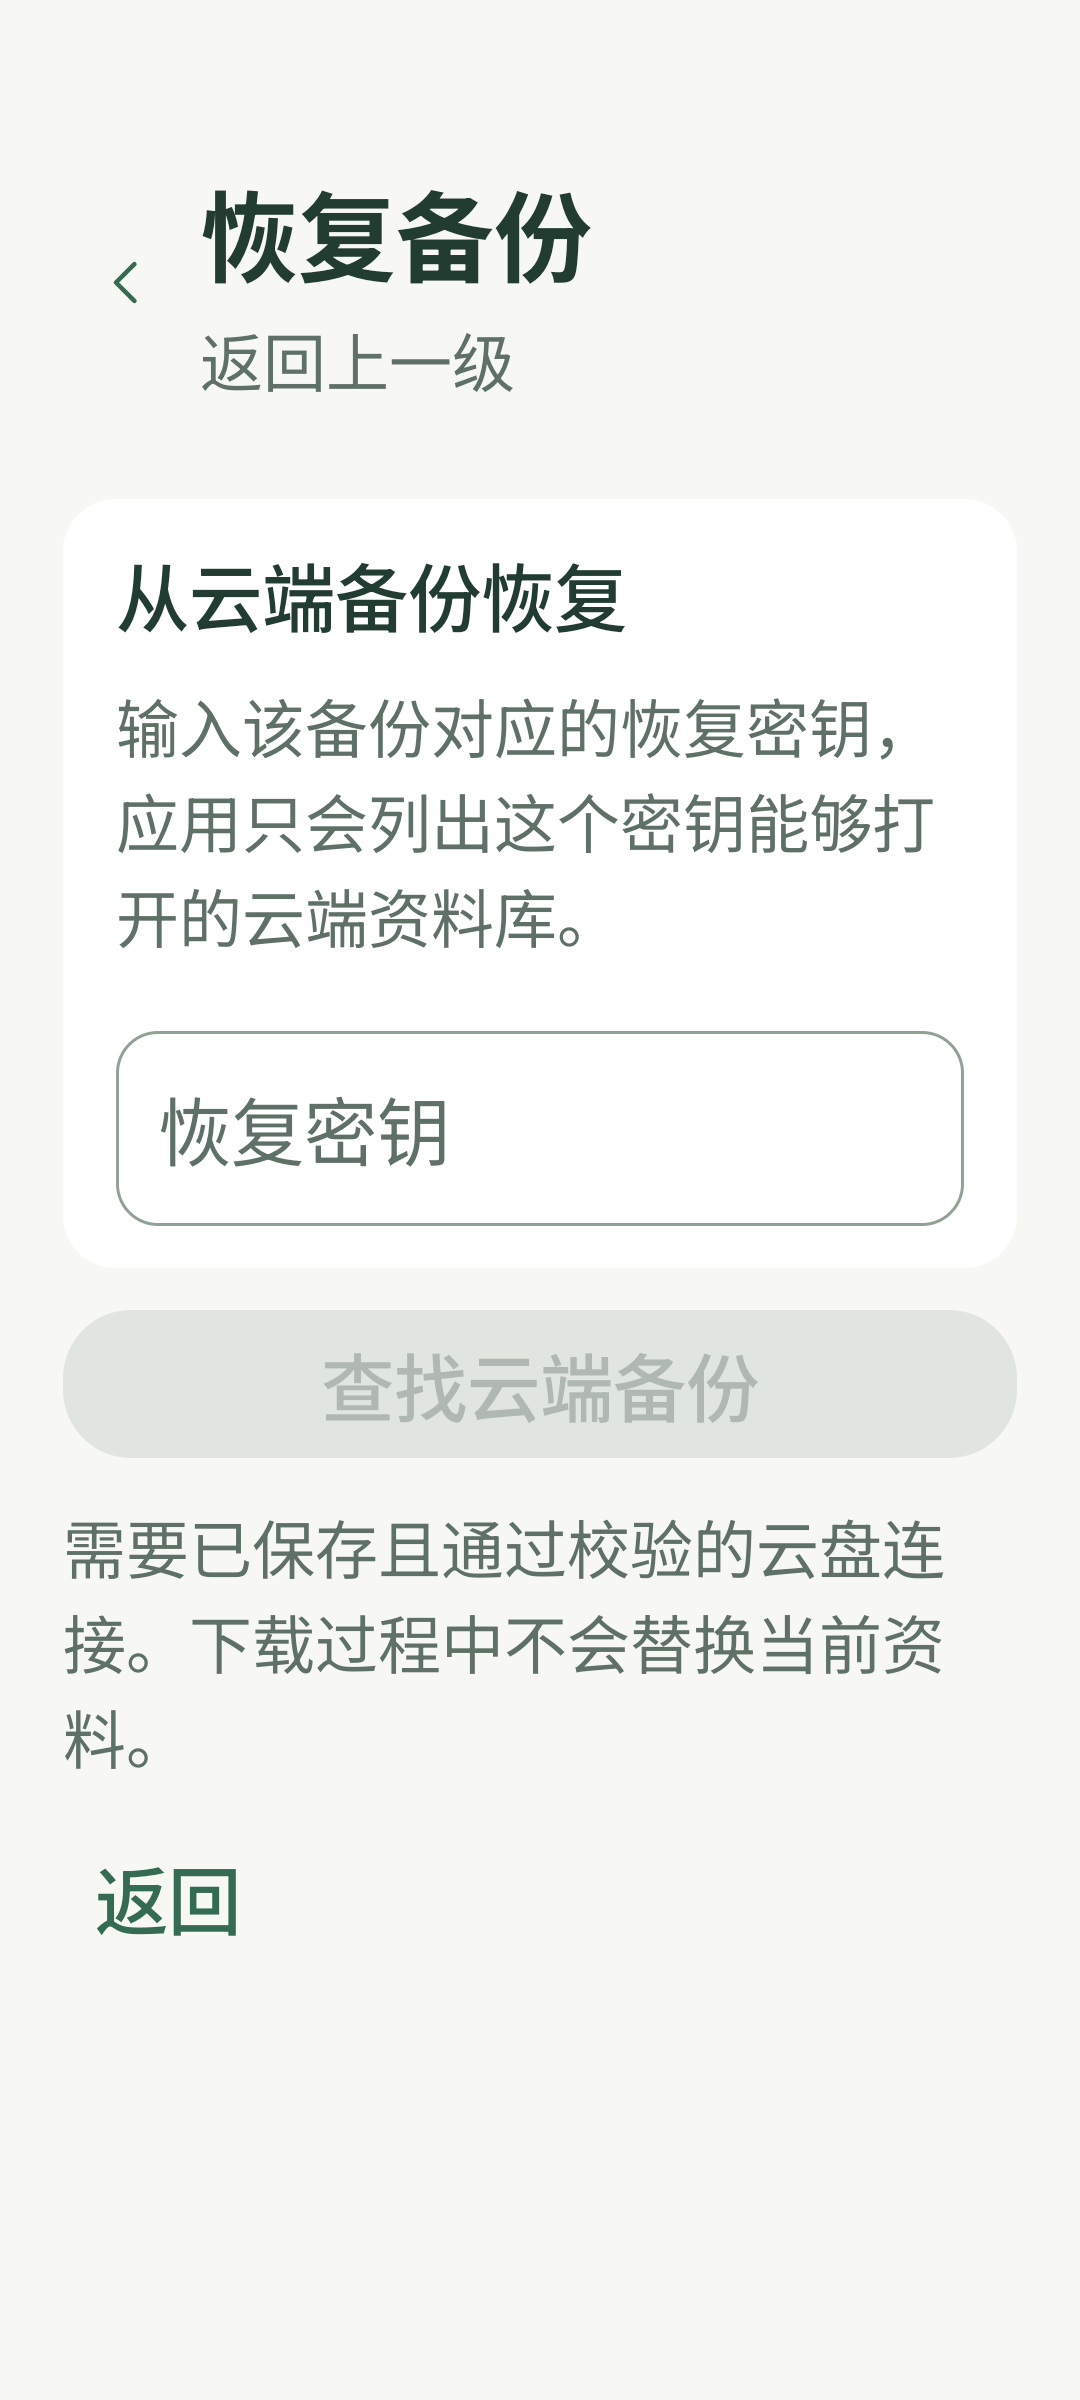 恢复备份
返回上一级
从云端备份恢复
输入该备份对应的恢复密钥，
应用只会列出这个密钥能够打
开的云端资料库。
恢复密钥
查找云端备份
需要已保存且通过校验的云盘连
接。下载过程中不会替换当前资
料。
返回